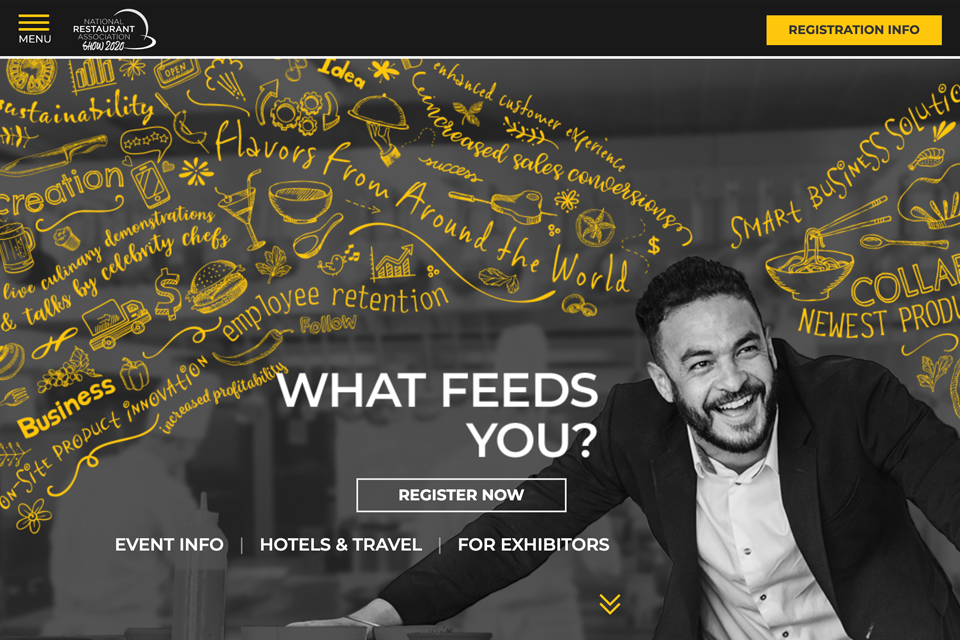 MENU
NATIONAL
RESTAURANT
ASSOCIATION
SHOW 2020
REGISTRATION INFO
Idea
OPEN
sustainability
enhanced customer experience
increased sales conversions
Flavors From Around the World
success
creation
SMART BUSINESS SOLUTIO
live culinary demonstrations
& talks by celebrity chefs
COLLAB
NEWEST PRODU
employee retention
Follow
Business
ON-SITE PRODUCT INNOVATION
increased profitability
WHAT FEEDS
YOU?
REGISTER NOW
EVENT INFO | HOTELS & TRAVEL | FOR EXHIBITORS